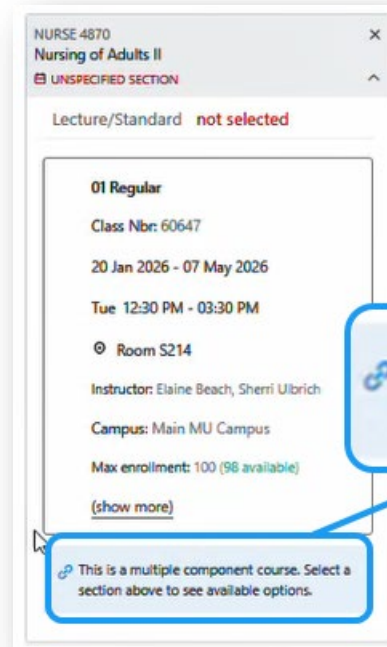 NURSE 4870
Nursing of Adults II
UNSPECIFIED SECTION
Lecture/Standard not selected
01 Regular
Class Nbr: 60647
20 Jan 2026 - 07 May 2026
Tue 12:30 PM - 03:30 PM
Room S214
Instructor: Elaine Beach, Sherri Ulbrich
Campus: Main MU Campus
Max enrollment: 100 (98 available)
(show more)
This is a multiple component course. Select a
section above to see available options.